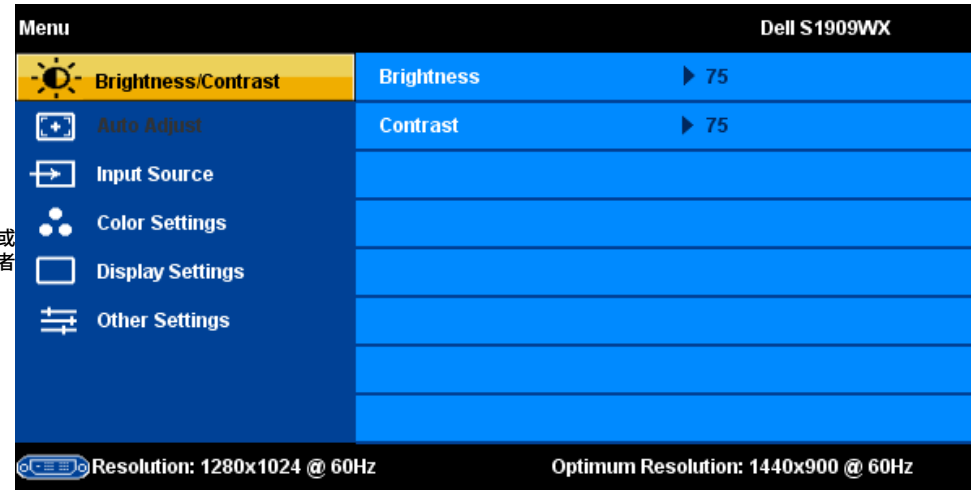 Menu Dell S1909WX
Brightness/Contrast Brightness 75
Auto Adjust Contrast 75
Input Source
Color Settings
或
者
Display Settings
Other Settings
Resolution: 1280x1024 @ 60Hz Optimum Resolution: 1440x900 @ 60Hz